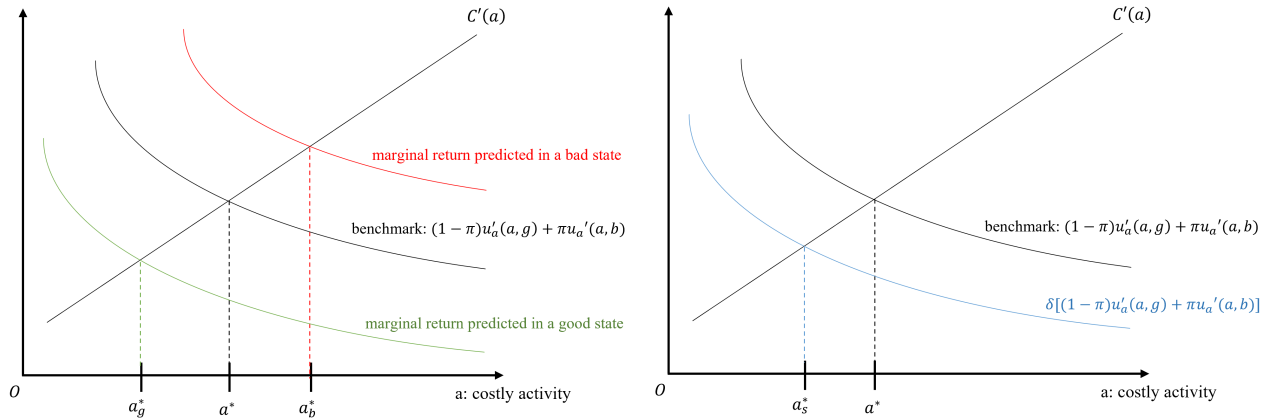 C′(a)
marginal return predicted in a bad state
benchmark: (1 − π)u′ₐ(a, g) + πuₐ′(a, b)
marginal return predicted in a good state
O
a: costly activity
a*g a* a*b
C′(a)
benchmark: (1 − π)u′ₐ(a, g) + πuₐ′(a, b)
δ[(1 − π)u′ₐ(a, g) + πuₐ′(a, b)]
O
a: costly activity
a*s a*